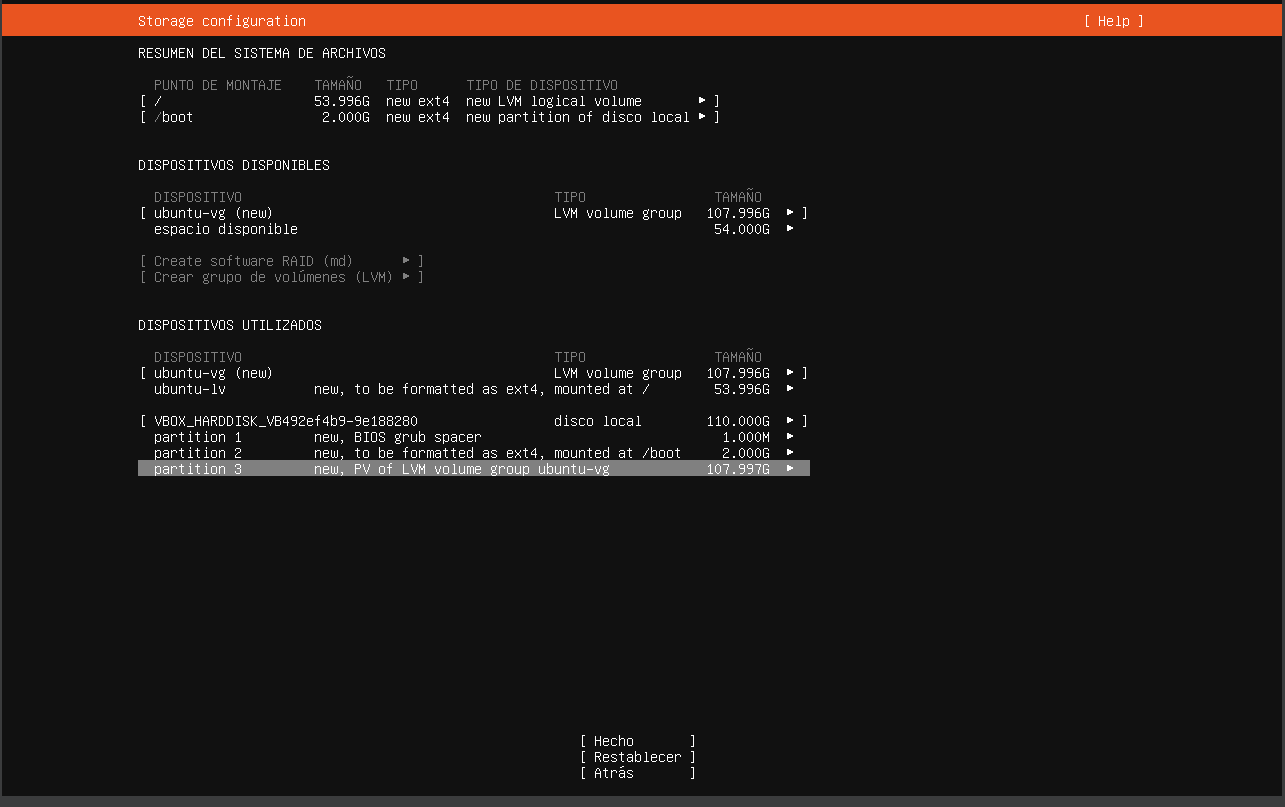 Storage configuration [ Help ]
RESUMEN DEL SISTEMA DE ARCHIVOS
PUNTO DE MONTAJE TAMAÑO TIPO TIPO DE DISPOSITIVO
[ / 53.996G new ext4 new LVM logical volume ▸ ]
[ /boot 2.000G new ext4 new partition of disco local ▸ ]
DISPOSITIVOS DISPONIBLES
DISPOSITIVO TIPO TAMAÑO
[ ubuntu-vg (new) LVM volume group 107.996G ▸ ]
espacio disponible 54.000G ▸
[ Create software RAID (md) ▸ ]
[ Crear grupo de volúmenes (LVM) ▸ ]
DISPOSITIVOS UTILIZADOS
DISPOSITIVO TIPO TAMAÑO
[ ubuntu-vg (new) LVM volume group 107.996G ▸ ]
ubuntu-lv new, to be formatted as ext4, mounted at / 53.996G ▸
[ VBOX_HARDDISK_VB492ef4b9-9e188280 disco local 110.000G ▸ ]
partition 1 new, BIOS grub spacer 1.000M ▸
partition 2 new, to be formatted as ext4, mounted at /boot 2.000G ▸
partition 3 new, PV of LVM volume group ubuntu-vg 107.997G ▸
[ Hecho ]
[ Restablecer ]
[ Atrás ]